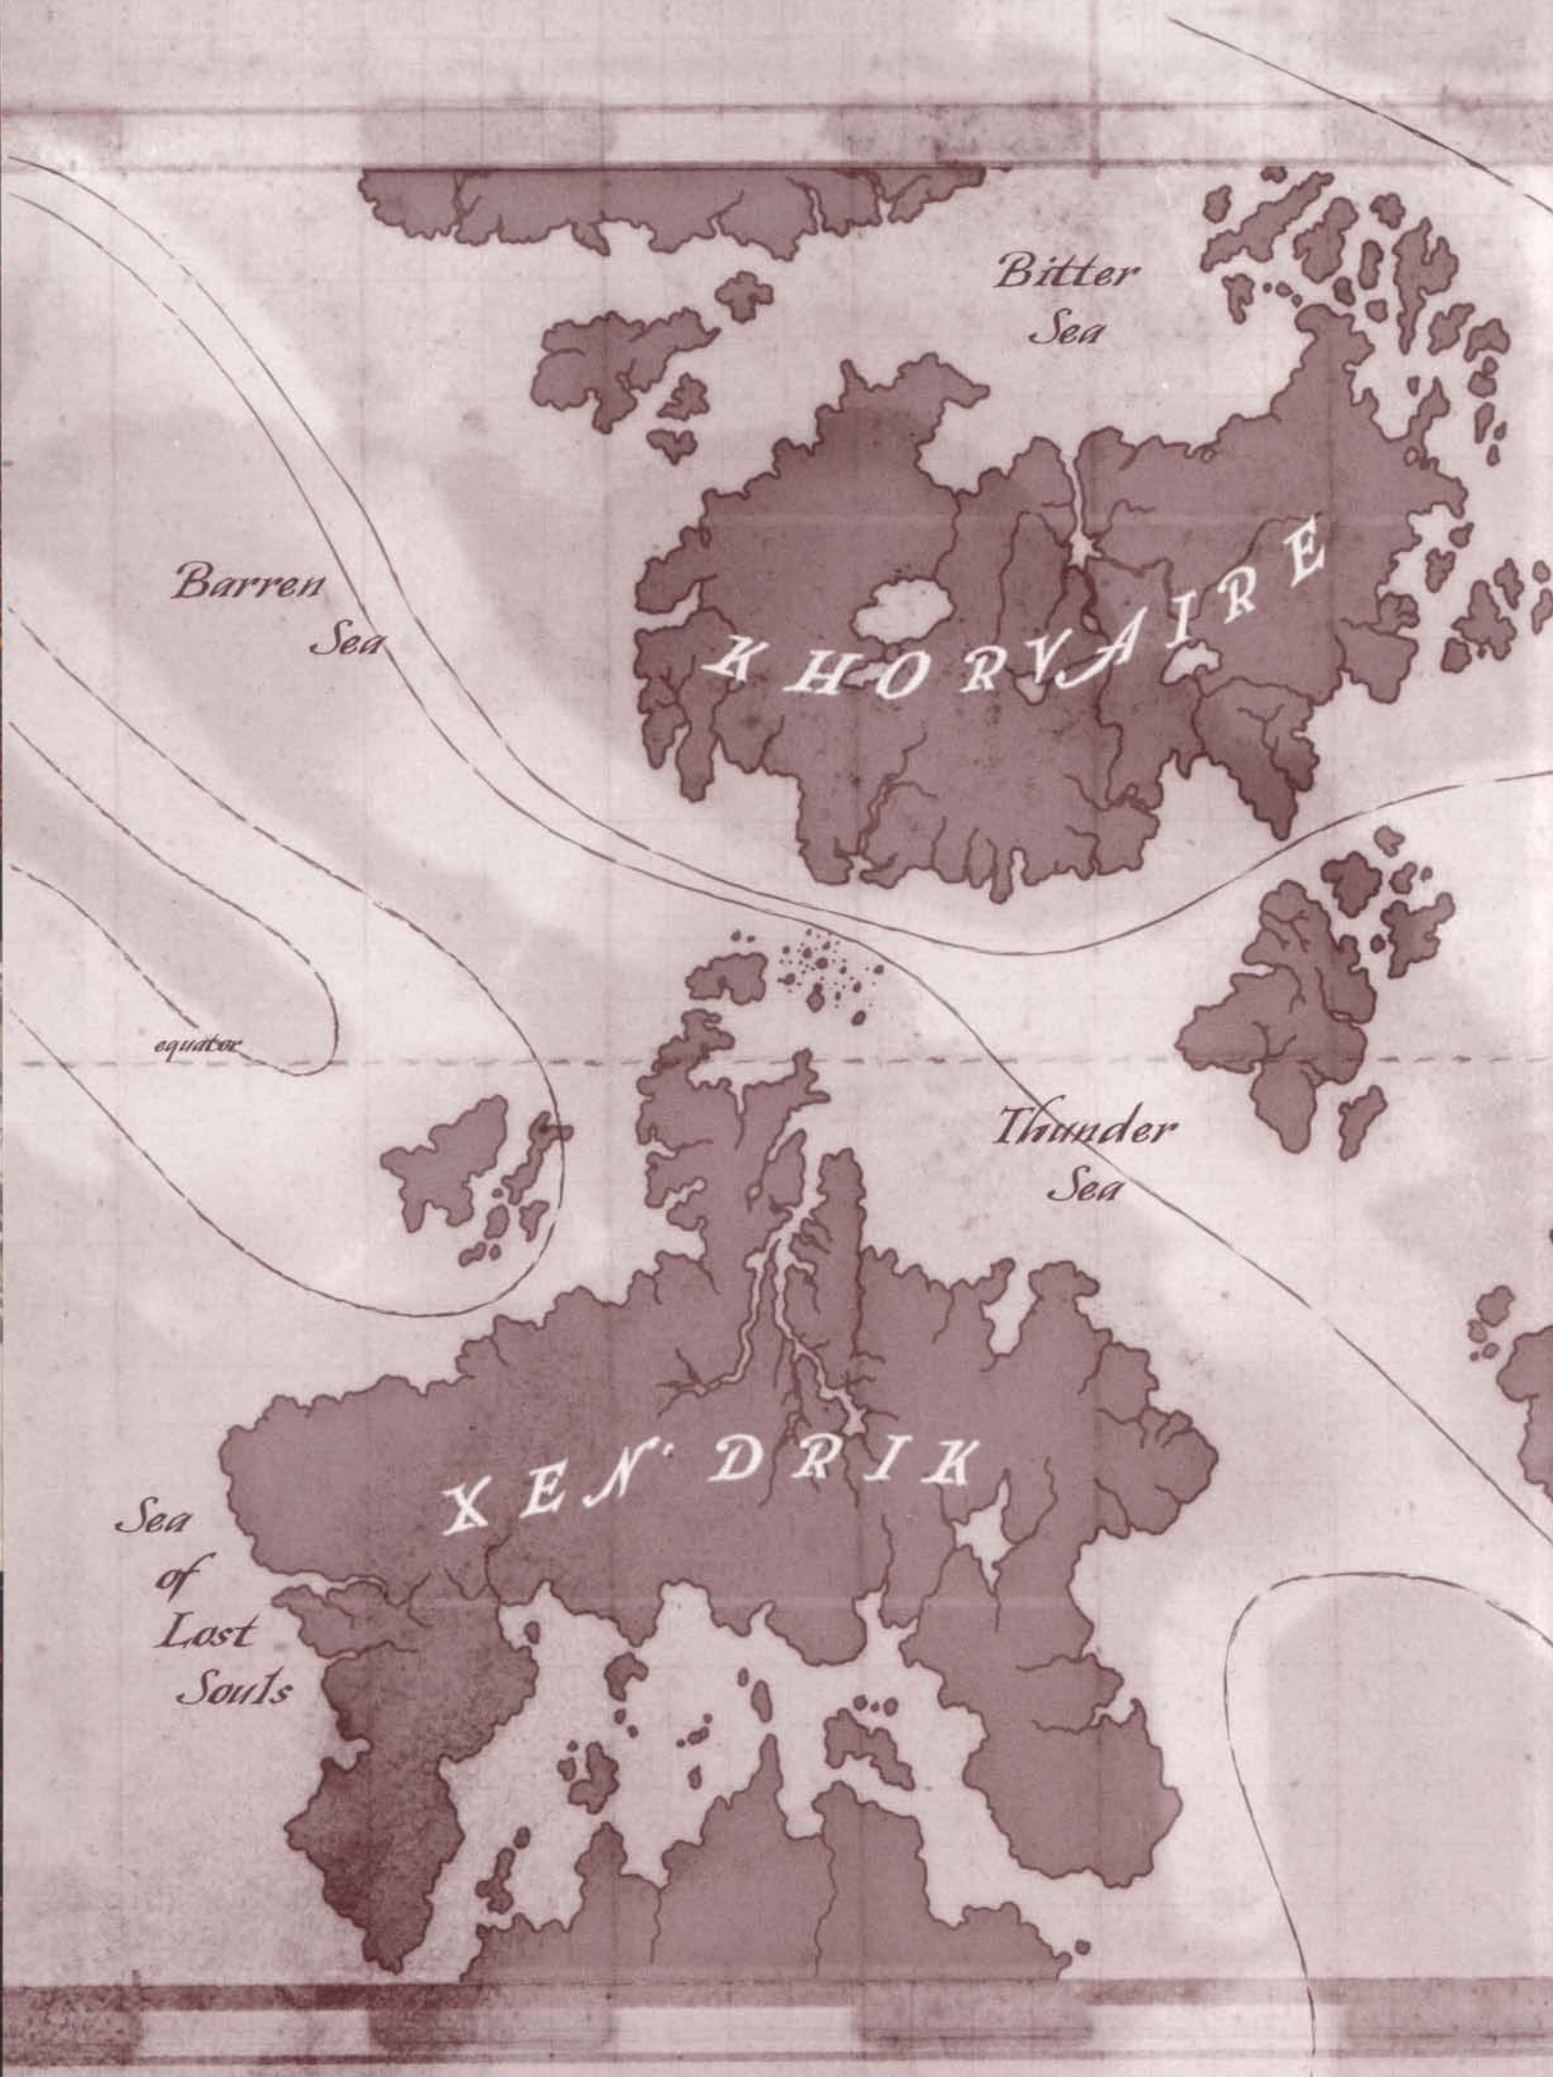 Bitter
Sea
Barren
Sea
KHORVAIRE
equator
Thunder
Sea
XEN'DRIK
Sea
of
Lost
Souls